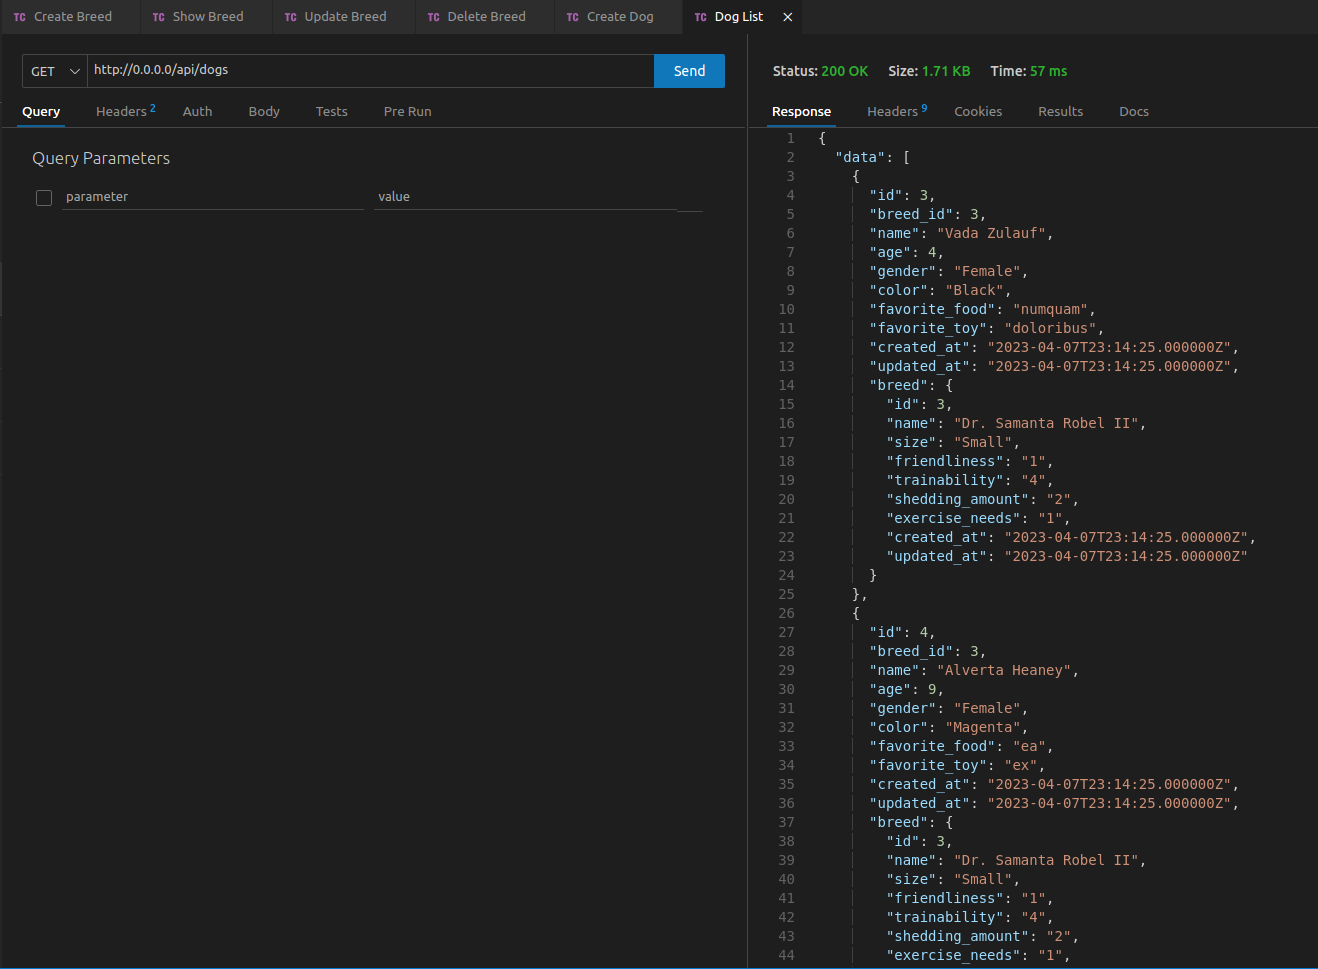 TC Create Breed TC Show Breed TC Update Breed TC Delete Breed TC Create Dog TC Dog List ×
GET http://0.0.0.0/api/dogs Send
Query Headers 2 Auth Body Tests Pre Run
Query Parameters
parameter value
Status: 200 OK Size: 1.71 KB Time: 57 ms
Response Headers 9 Cookies Results Docs
1 {
2 "data": [
3 {
4 "id": 3,
5 "breed_id": 3,
6 "name": "Vada Zulauf",
7 "age": 4,
8 "gender": "Female",
9 "color": "Black",
10 "favorite_food": "numquam",
11 "favorite_toy": "doloribus",
12 "created_at": "2023-04-07T23:14:25.000000Z",
13 "updated_at": "2023-04-07T23:14:25.000000Z",
14 "breed": {
15 "id": 3,
16 "name": "Dr. Samanta Robel II",
17 "size": "Small",
18 "friendliness": "1",
19 "trainability": "4",
20 "shedding_amount": "2",
21 "exercise_needs": "1",
22 "created_at": "2023-04-07T23:14:25.000000Z",
23 "updated_at": "2023-04-07T23:14:25.000000Z"
24 }
25 },
26 {
27 "id": 4,
28 "breed_id": 3,
29 "name": "Alverta Heaney",
30 "age": 9,
31 "gender": "Female",
32 "color": "Magenta",
33 "favorite_food": "ea",
34 "favorite_toy": "ex",
35 "created_at": "2023-04-07T23:14:25.000000Z",
36 "updated_at": "2023-04-07T23:14:25.000000Z",
37 "breed": {
38 "id": 3,
39 "name": "Dr. Samanta Robel II",
40 "size": "Small",
41 "friendliness": "1",
42 "trainability": "4",
43 "shedding_amount": "2",
44 "exercise_needs": "1",